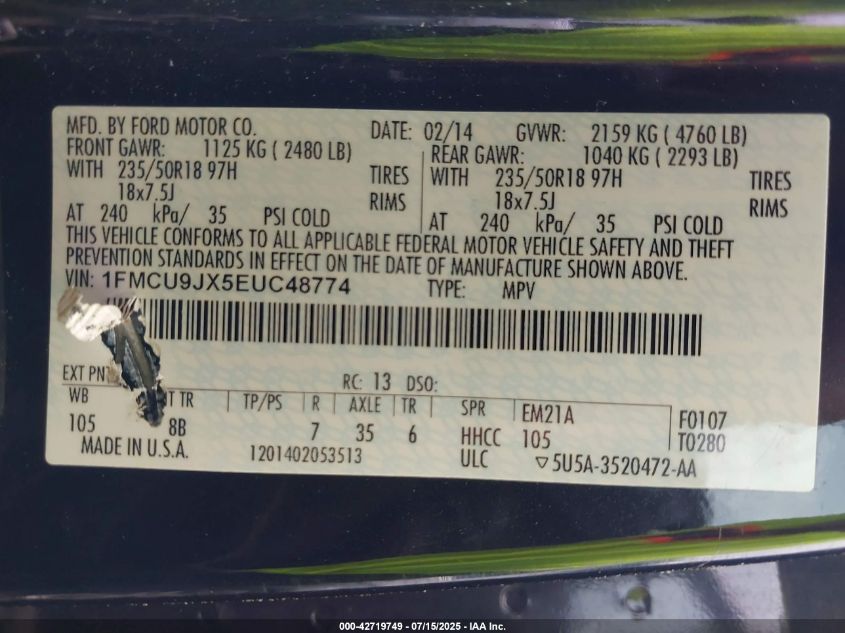 MFD. BY FORD MOTOR CO. DATE: 02/14 GVWR: 2159 KG ( 4760 LB)
FRONT GAWR: 1125 KG ( 2480 LB) REAR GAWR: 1040 KG ( 2293 LB)
WITH 235/50R18 97H TIRES WITH 235/50R18 97H TIRES
18x7.5J RIMS 18x7.5J RIMS
AT 240 kPa/ 35 PSI COLD AT 240 kPa/ 35 PSI COLD
THIS VEHICLE CONFORMS TO ALL APPLICABLE FEDERAL MOTOR VEHICLE SAFETY AND THEFT
PREVENTION STANDARDS IN EFFECT ON THE DATE OF MANUFACTURE SHOWN ABOVE.
VIN: 1FMCU9JX5EUC48774 TYPE: MPV
EXT PNT RC: 13 DSO:
WB TR TP/PS R AXLE TR SPR EM21A F0107
105 8B 7 35 6 HHCC 105 T0280
MADE IN U.S.A. 1201402053513 ULC ▽5U5A-3520472-AA
000-42719749 - 07/15/2025 - IAA Inc.